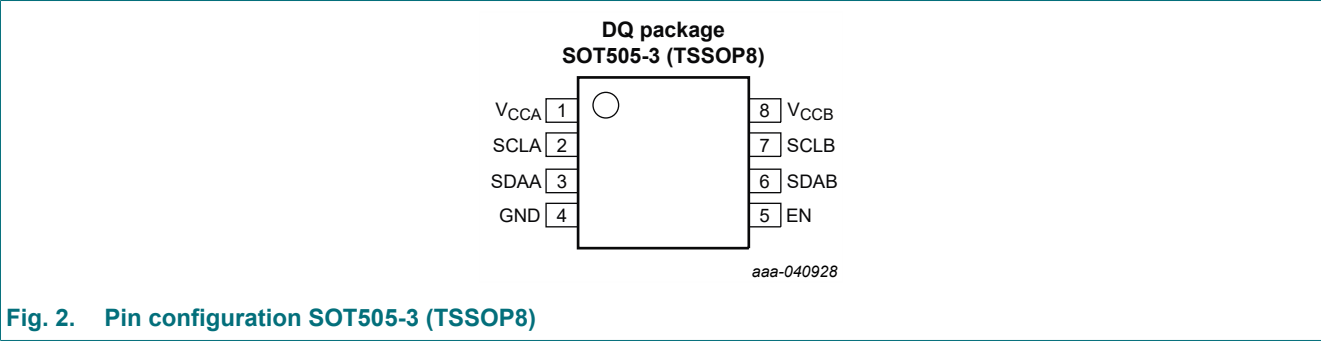 DQ package
SOT505-3 (TSSOP8)
VCCA 1 8 VCCB
SCLA 2 7 SCLB
SDAA 3 6 SDAB
GND 4 5 EN
aaa-040928
Fig. 2. Pin configuration SOT505-3 (TSSOP8)